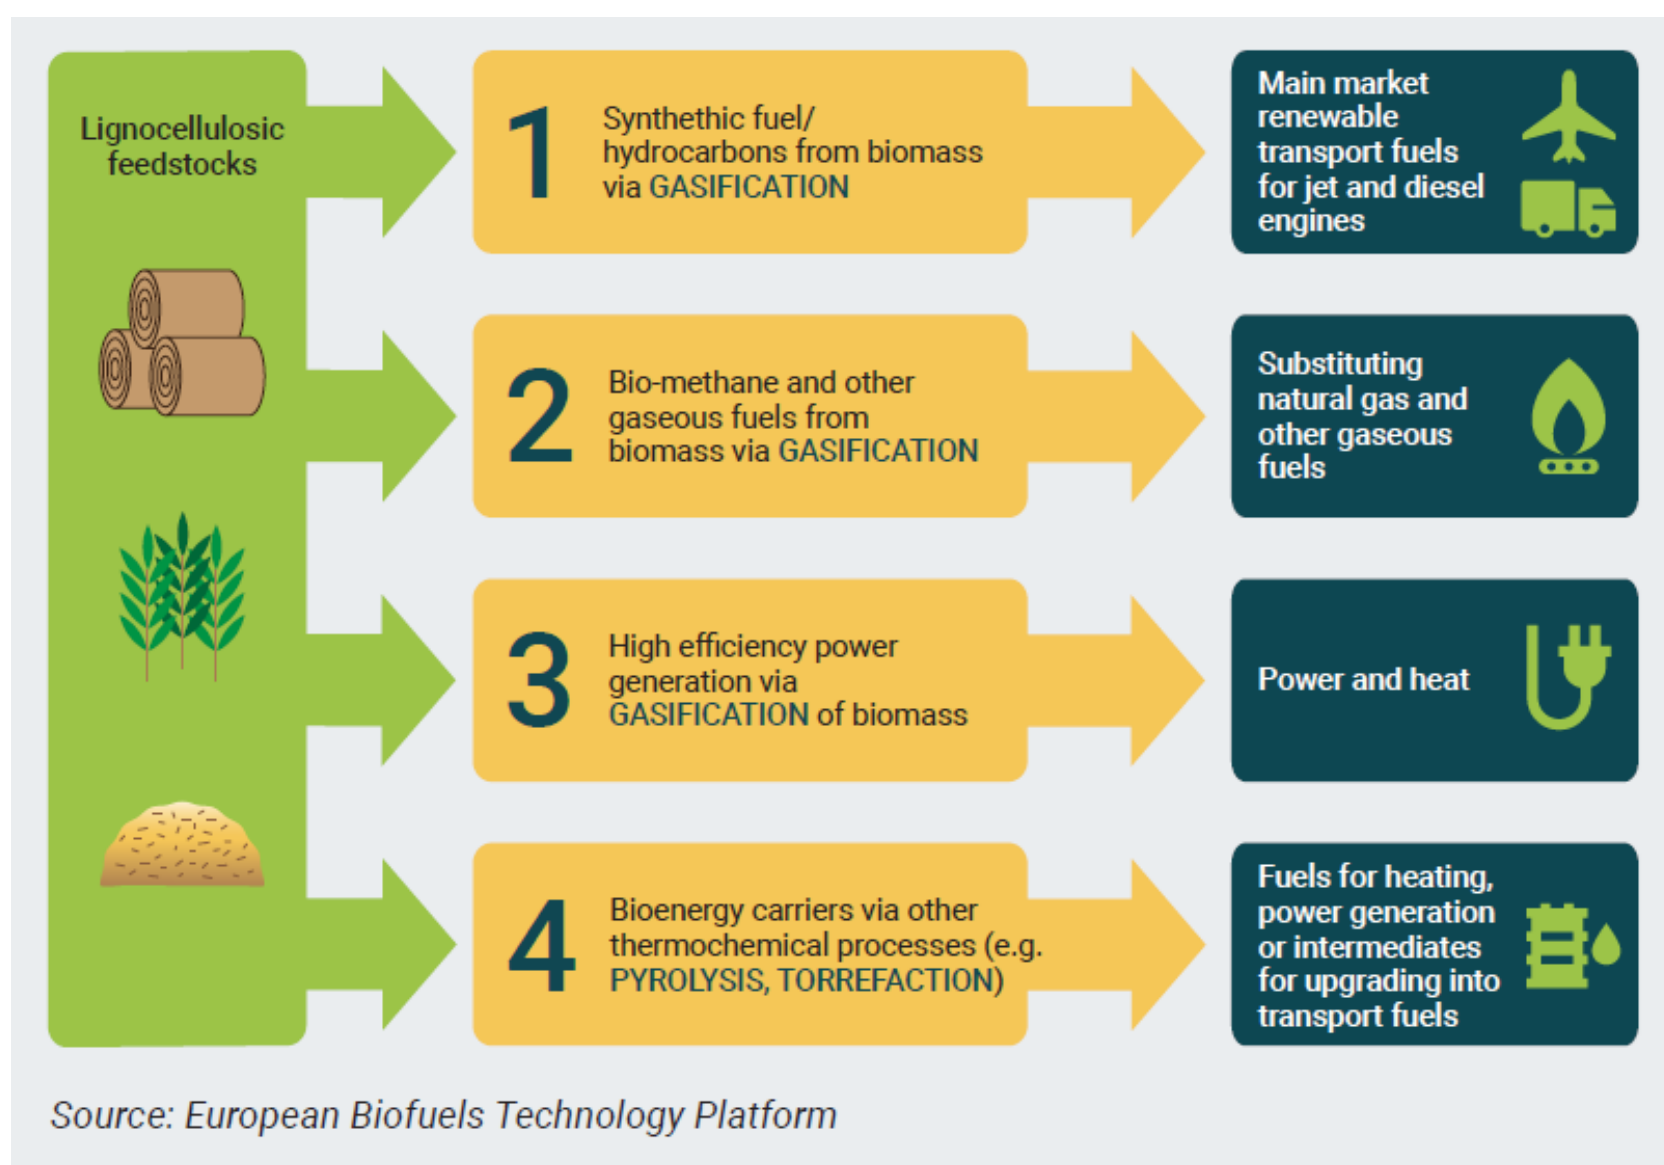 Lignocellulosic
feedstocks
1
Synthethic fuel/
hydrocarbons from biomass
via GASIFICATION
Main market
renewable
transport fuels
for jet and diesel
engines
2
Bio-methane and other
gaseous fuels from
biomass via GASIFICATION
Substituting
natural gas and
other gaseous
fuels
3
High efficiency power
generation via
GASIFICATION of biomass
Power and heat
4
Bioenergy carriers via other
thermochemical processes (e.g.
PYROLYSIS, TORREFACTION)
Fuels for heating,
power generation
or intermediates
for upgrading into
transport fuels
Source: European Biofuels Technology Platform